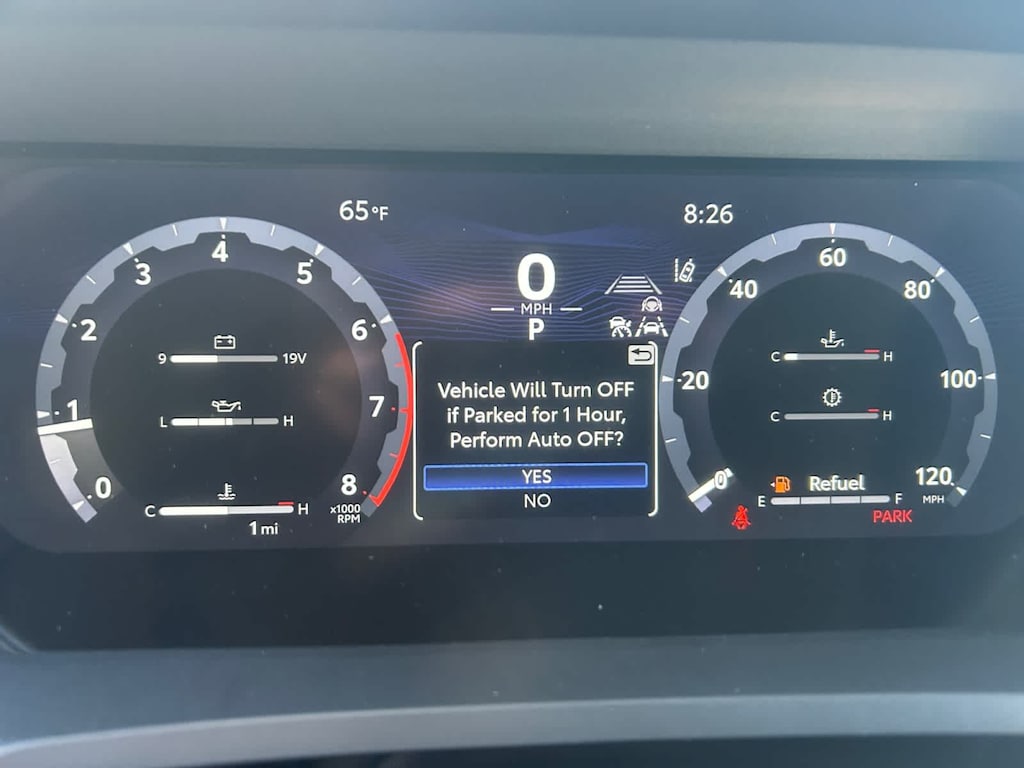 65°F
8:26
0
MPH
P
Vehicle Will Turn OFF
if Parked for 1 Hour,
Perform Auto OFF?
YES
NO
0
1
2
3
4
5
6
7
8
x1000
RPM
9 19V
L H
C H
1 mi
0
20
40
60
80
100
120
MPH
C H
C H
Refuel
E F
PARK